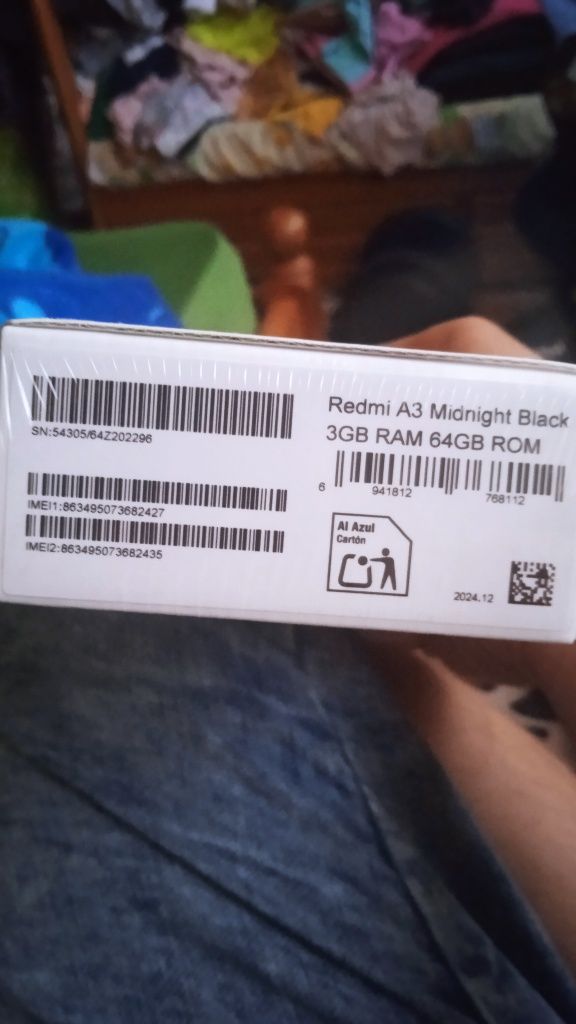 SN:54305/64Z202296
IMEI1:863495073682427
IMEI2:863495073682435
Redmi A3 Midnight Black
3GB RAM 64GB ROM
6 941812 768112
Al Azul
Cartón
2024.12